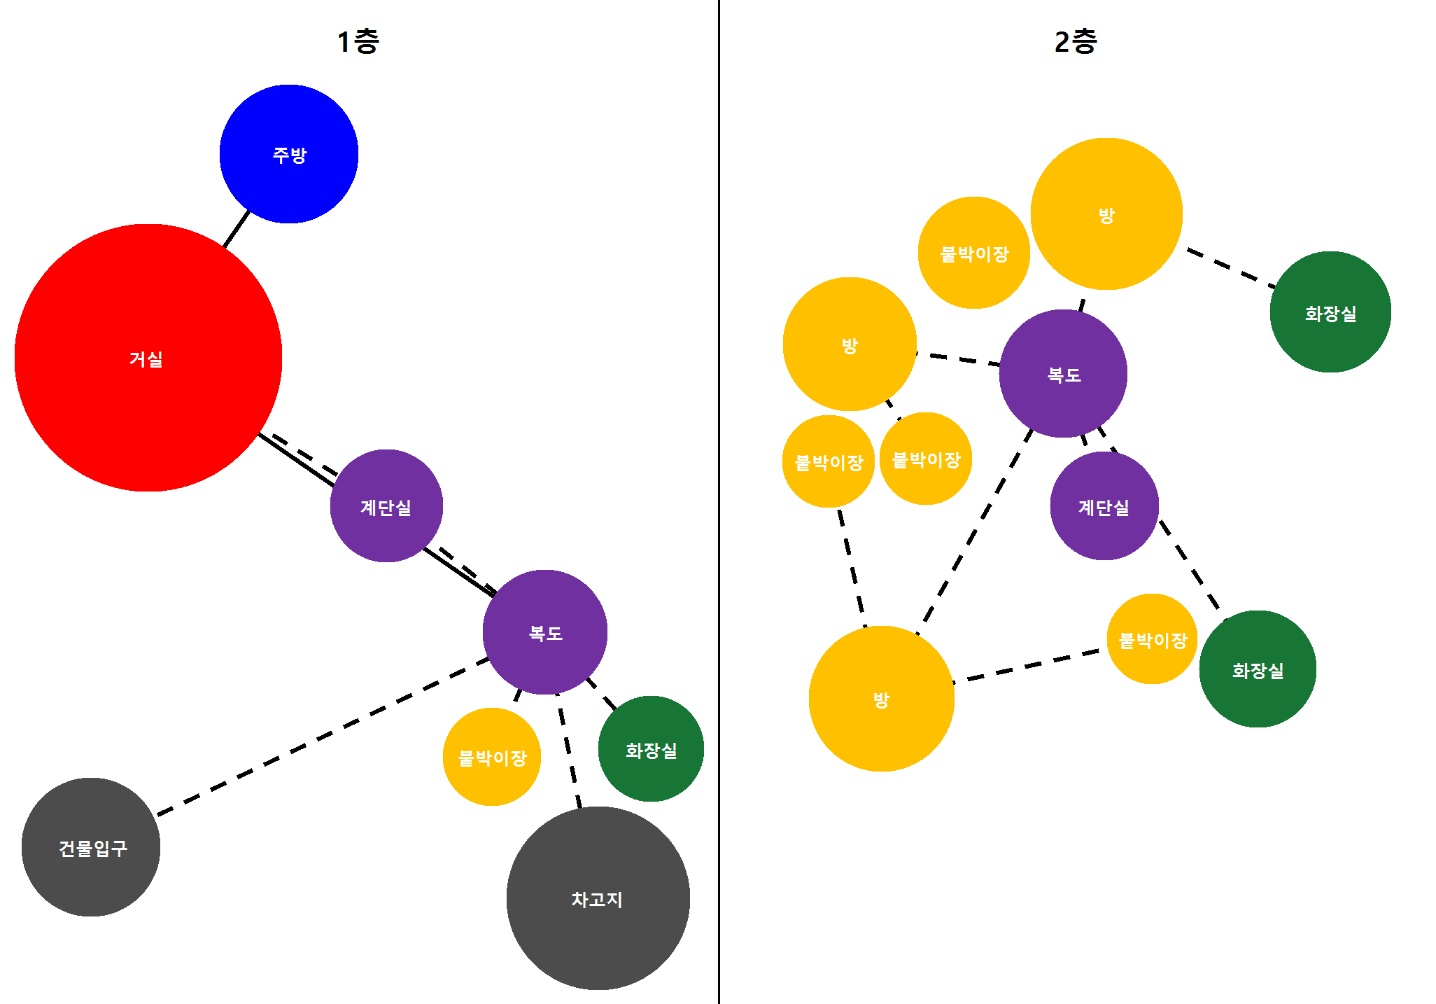 1층
주방
거실
계단실
복도
붙박이장
화장실
건물입구
차고지
2층
방
붙박이장
화장실
방
복도
붙박이장
붙박이장
계단실
붙박이장
화장실
방